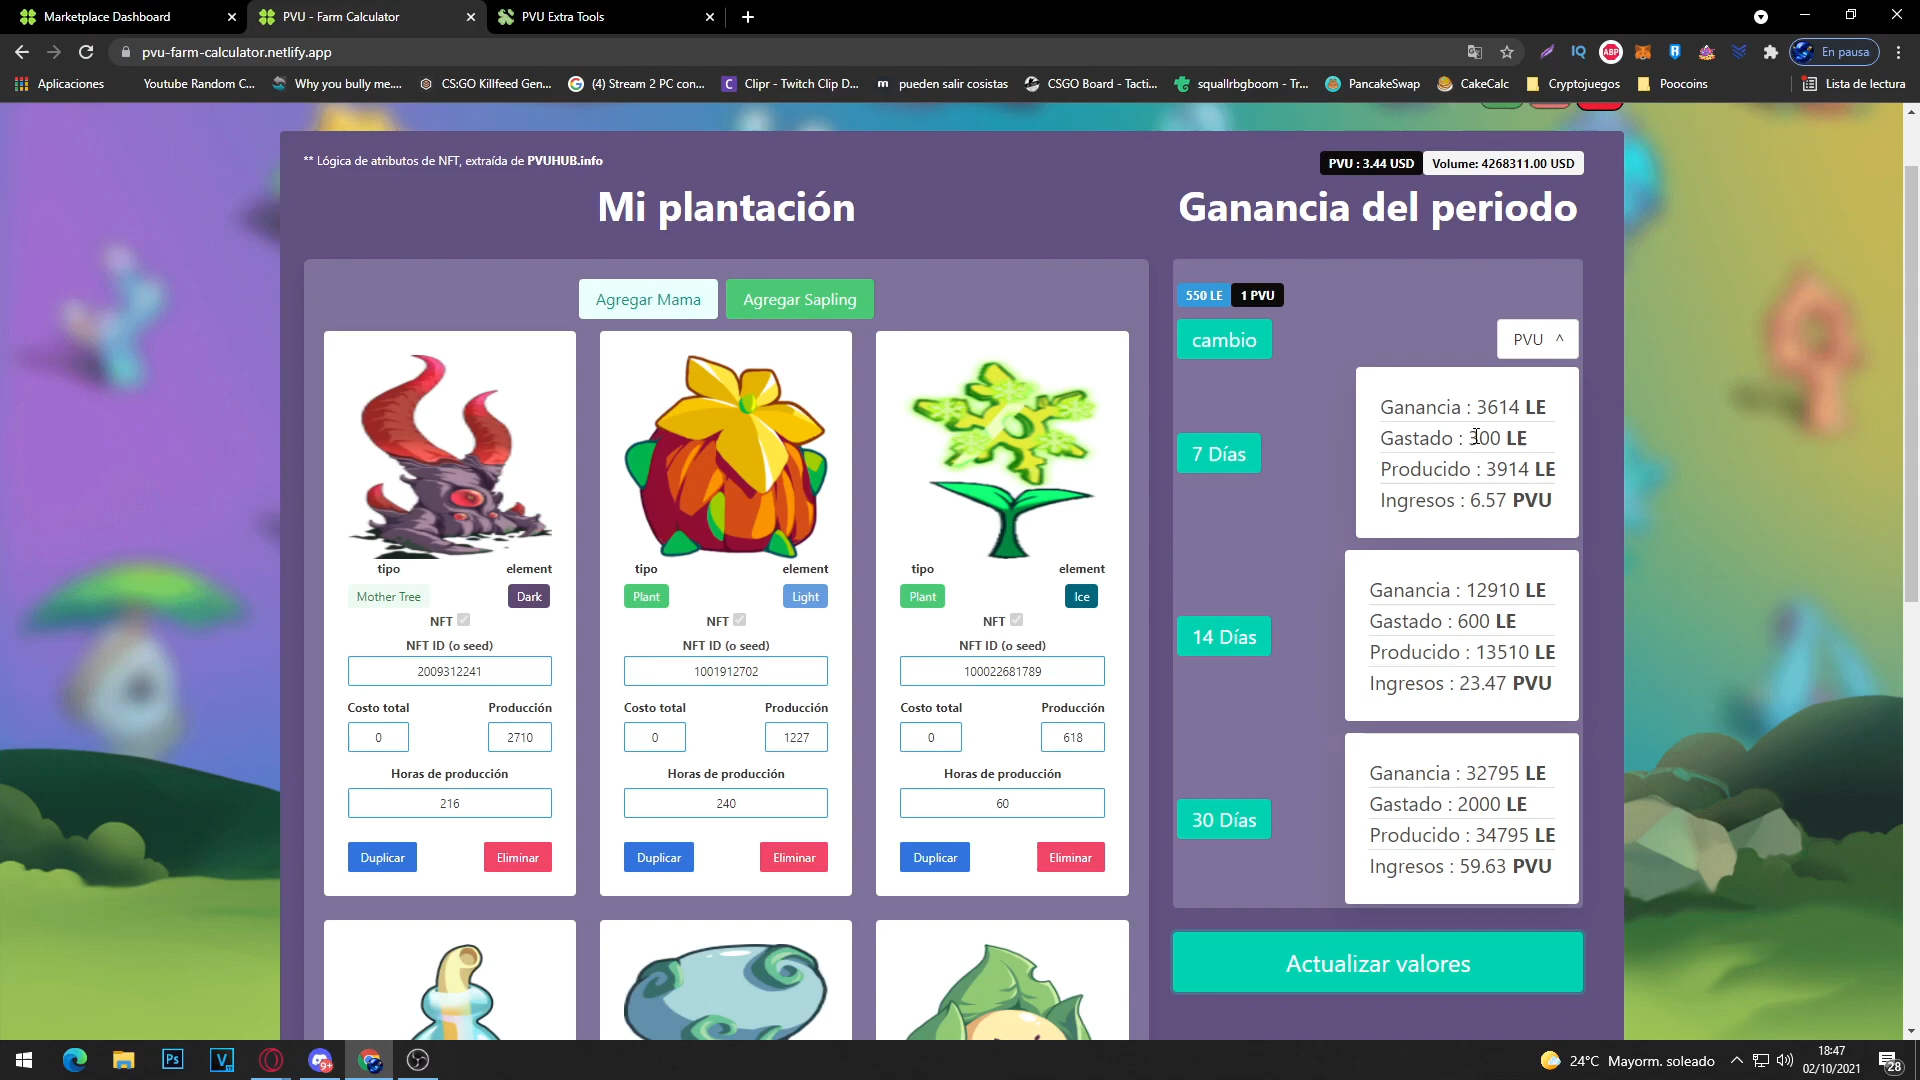 Marketplace Dashboard
PVU - Farm Calculator
PVU Extra Tools
pvu-farm-calculator.netlify.app
IQ
ABP
En pausa
Aplicaciones
Youtube Random C...
Why you bully me....
CS:GO Killfeed Gen...
(4) Stream 2 PC con...
Clipr - Twitch Clip D...
m pueden salir cosistas
CSGO Board - Tacti...
squallrbgboom - Tr...
PancakeSwap
CakeCalc
Cryptojuegos
Poocoins
Lista de lectura
** Lógica de atributos de NFT, extraída de PVUHUB.info
PVU : 3.44 USD
Volume: 4268311.00 USD
Mi plantación
Ganancia del periodo
Agregar Mama
Agregar Sapling
550 LE
1 PVU
cambio
PVU ^
tipo
element
Mother Tree
Dark
NFT
NFT ID (o seed)
2009312241
Costo total
Producción
0
2710
Horas de producción
216
Duplicar
Eliminar
tipo
element
Plant
Light
NFT
NFT ID (o seed)
1001912702
Costo total
Producción
0
1227
Horas de producción
240
Duplicar
Eliminar
tipo
element
Plant
Ice
NFT
NFT ID (o seed)
100022681789
Costo total
Producción
0
618
Horas de producción
60
Duplicar
Eliminar
7 Días
Ganancia : 3614 LE
Gastado : 300 LE
Producido : 3914 LE
Ingresos : 6.57 PVU
14 Días
Ganancia : 12910 LE
Gastado : 600 LE
Producido : 13510 LE
Ingresos : 23.47 PVU
30 Días
Ganancia : 32795 LE
Gastado : 2000 LE
Producido : 34795 LE
Ingresos : 59.63 PVU
Actualizar valores
Ps
V
9+
24°C Mayorm. soleado
18:47
02/10/2021
28